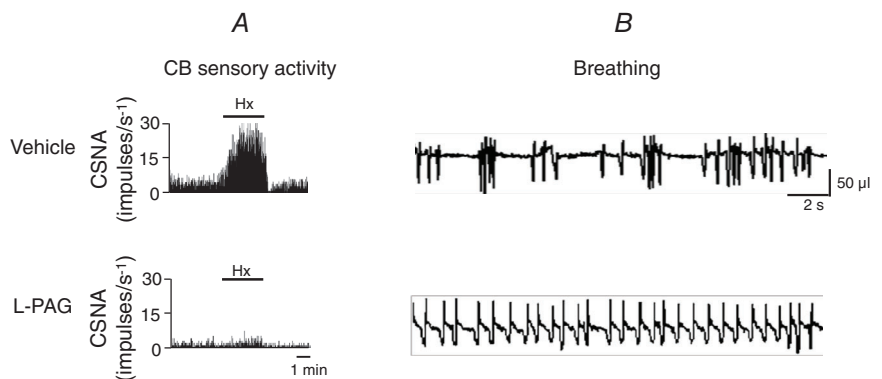 A
B
CB sensory activity
Breathing
Vehicle
CSNA
(impulses/s-1)
30
15
0
Hx
50 µl
2 s
L-PAG
CSNA
(impulses/s-1)
30
15
0
Hx
1 min